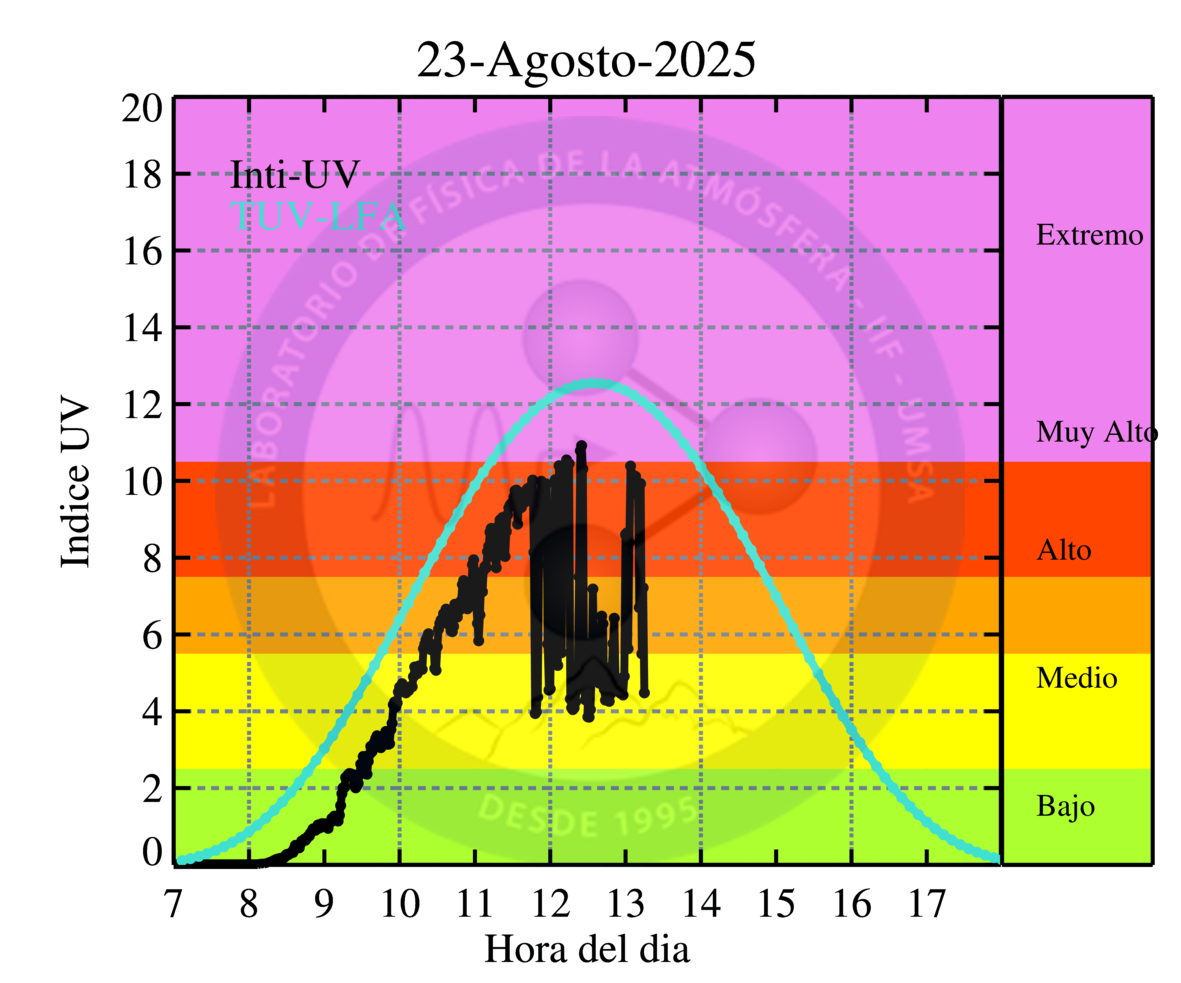 23-Agosto-2025
20
18
16
14
12
10
8
6
4
2
0
Indice UV
Inti-UV
TUV-LFA
LABORATORIO DE FÍSICA DE LA ATMÓSFERA - IIF - UMSA
DESDE 1995
Extremo
Muy Alto
Alto
Medio
Bajo
7 8 9 10 11 12 13 14 15 16 17
Hora del dia